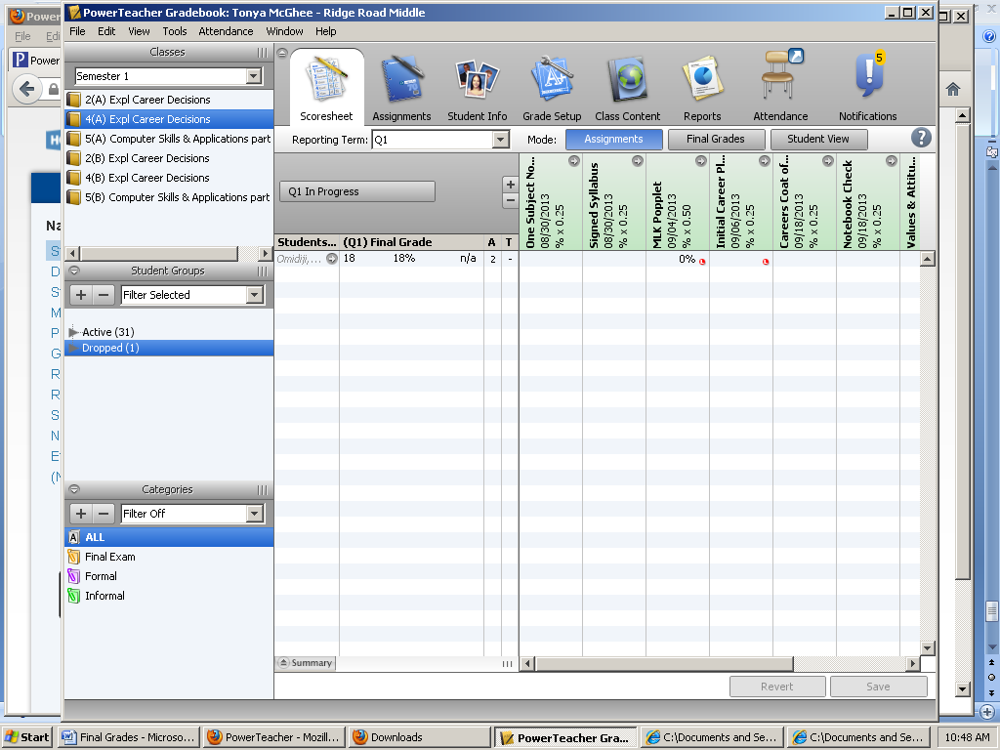 PowerTeacher Gradebook: Tonya McGhee - Ridge Road Middle
File Edit View Tools Attendance Window Help
Classes
Semester 1
2(A) Expl Career Decisions
4(A) Expl Career Decisions
5(A) Computer Skills & Applications part
2(B) Expl Career Decisions
4(B) Expl Career Decisions
5(B) Computer Skills & Applications part
Student Groups
Filter Selected
Active (31)
Dropped (1)
Categories
Filter Off
ALL
Final Exam
Formal
Informal
5
Scoresheet Assignments Student Info Grade Setup Class Content Reports Attendance Notifications
Reporting Term: Q1 Mode: Assignments Final Grades Student View
Q1 In Progress
One Subject No...
08/30/2013
% x 0.25
Signed Syllabus
08/30/2013
% x 0.25
MLK Popplet
09/04/2013
% x 0.50
Initial Career Pl...
09/06/2013
% x 0.25
Careers Coat of...
09/18/2013
% x 0.25
Notebook Check
09/18/2013
% x 0.25
Values & Attitu...
Students... (Q1) Final Grade A T
Omidiji,... 18 18% n/a 2 - 0%
Summary
Revert Save
Power
File Edi
Power
Na
Start Final Grades - Microso... PowerTeacher - Mozill... Downloads PowerTeacher Gra... C:\Documents and Se... C:\Documents and Se... 10:48 AM